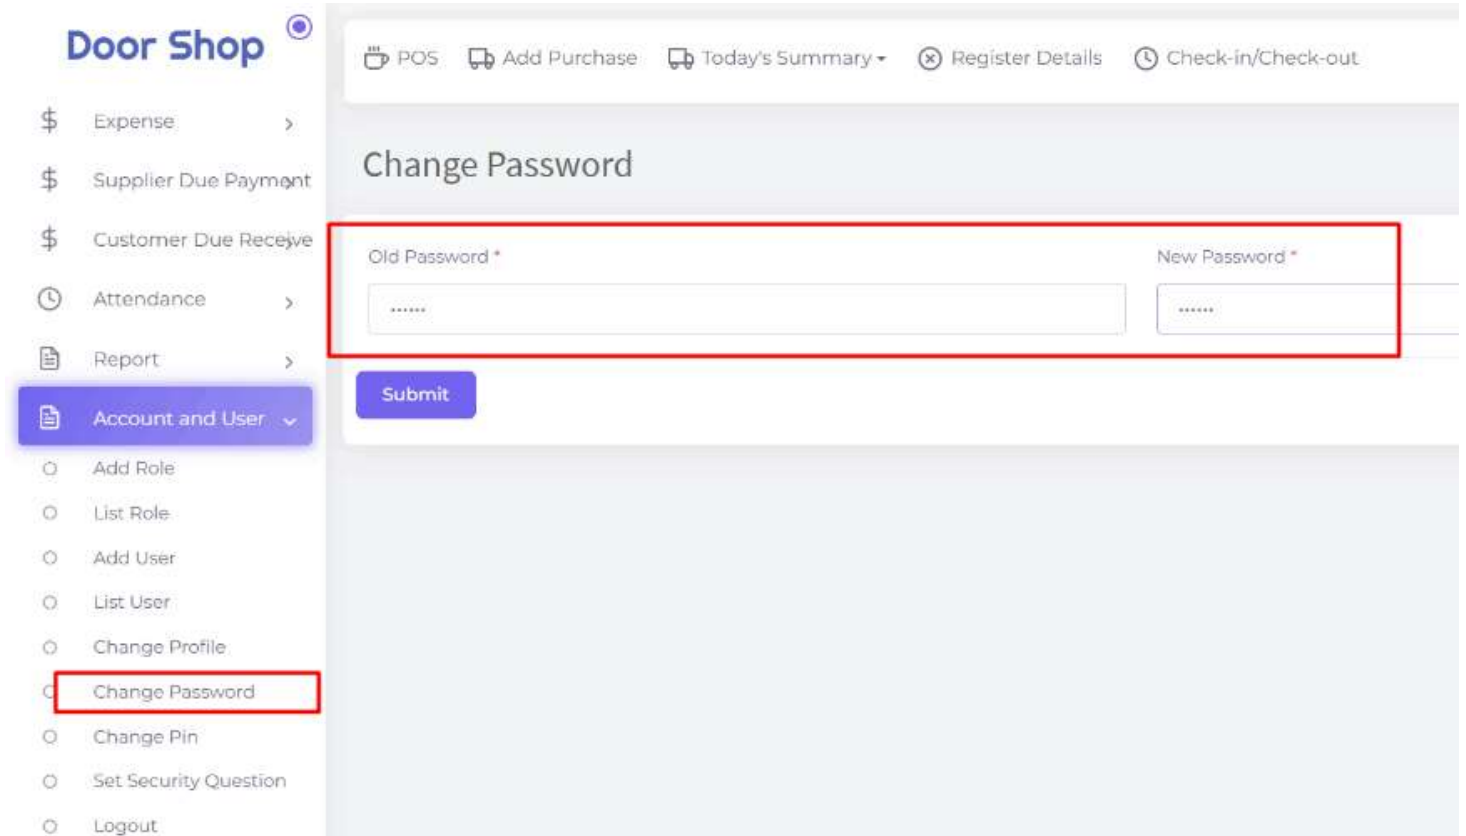 Door Shop
POS Add Purchase Today's Summary Register Details Check-in/Check-out
Expense
Supplier Due Payment
Customer Due Receive
Attendance
Report
Account and User
Add Role
List Role
Add User
List User
Change Profile
Change Password
Change Pin
Set Security Question
Logout
Change Password
Old Password * New Password *
•••••• ••••••
Submit